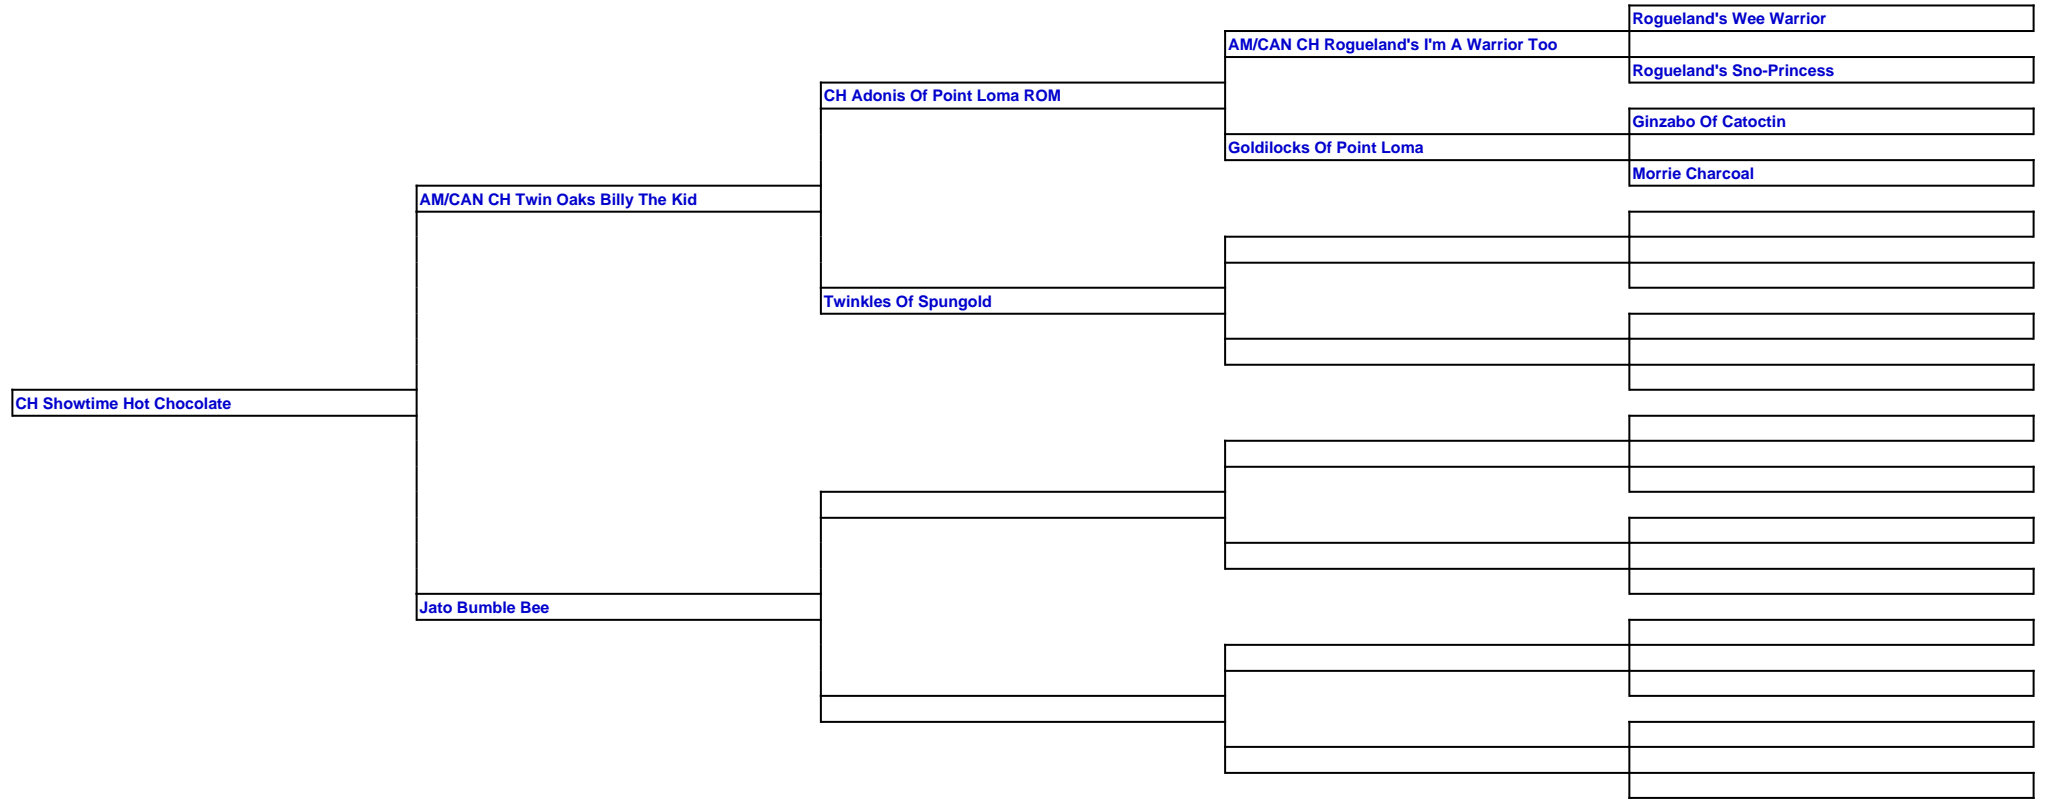 Rogueland's Wee Warrior
AM/CAN CH Rogueland's I'm A Warrior Too
Rogueland's Sno-Princess
CH Adonis Of Point Loma ROM
Ginzabo Of Catoctin
Goldilocks Of Point Loma
Morrie Charcoal
AM/CAN CH Twin Oaks Billy The Kid
Twinkles Of Spungold
CH Showtime Hot Chocolate
Jato Bumble Bee